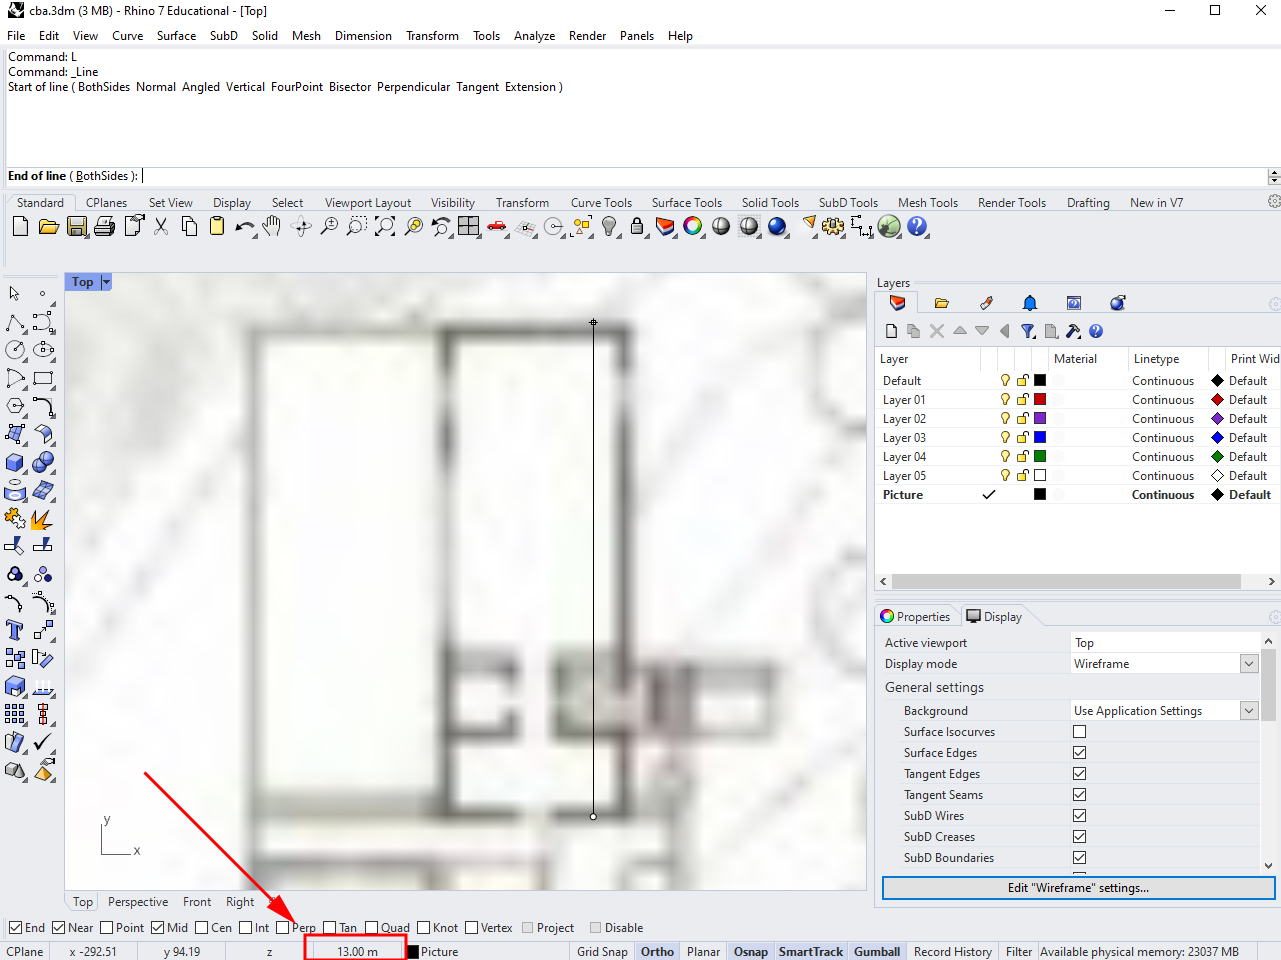 cba.3dm (3 MB) - Rhino 7 Educational - [Top]
File Edit View Curve Surface SubD Solid Mesh Dimension Transform Tools Analyze Render Panels Help
Command: L
Command: _Line
Start of line ( BothSides Normal Angled Vertical FourPoint Bisector Perpendicular Tangent Extension )
End of line ( BothSides ):
Standard CPlanes Set View Display Select Viewport Layout Visibility Transform Curve Tools Surface Tools Solid Tools SubD Tools Mesh Tools Render Tools Drafting New in V7
Top
y
x
Layers
Layer Material Linetype Print Wid
Default Continuous Default
Layer 01 Continuous Default
Layer 02 Continuous Default
Layer 03 Continuous Default
Layer 04 Continuous Default
Layer 05 Continuous Default
Picture Continuous Default
Properties Display
Active viewport Top
Display mode Wireframe
General settings
Background Use Application Settings
Surface Isocurves
Surface Edges
Tangent Edges
Tangent Seams
SubD Wires
SubD Creases
SubD Boundaries
Edit "Wireframe" settings...
Top Perspective Front Right
End Near Point Mid Cen Int Perp Tan Quad Knot Vertex Project Disable
CPlane x -292.51 y 94.19 z 13.00 m Picture Grid Snap Ortho Planar Osnap SmartTrack Gumball Record History Filter Available physical memory: 23037 MB